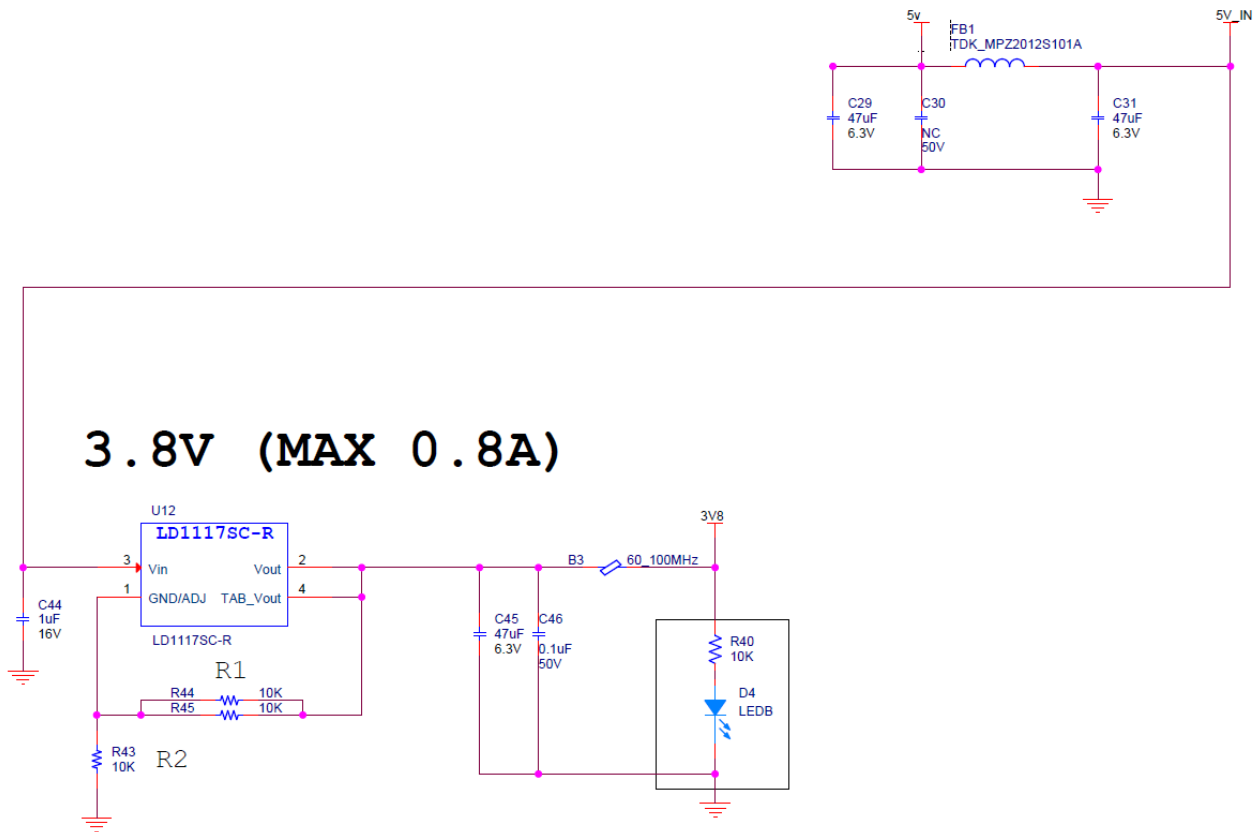 5v
5V_IN
FB1
TDK_MPZ2012S101A
C29
47uF
6.3V
C30
NC
50V
C31
47uF
6.3V
3.8V (MAX 0.8A)
U12
LD1117SC-R
3
Vin
Vout
2
1
GND/ADJ
TAB_Vout
4
LD1117SC-R
C44
1uF
16V
R1
R44
10K
R45
10K
R43
10K
R2
C45
47uF
6.3V
C46
0.1uF
50V
B3
60_100MHz
3V8
R40
10K
D4
LEDB